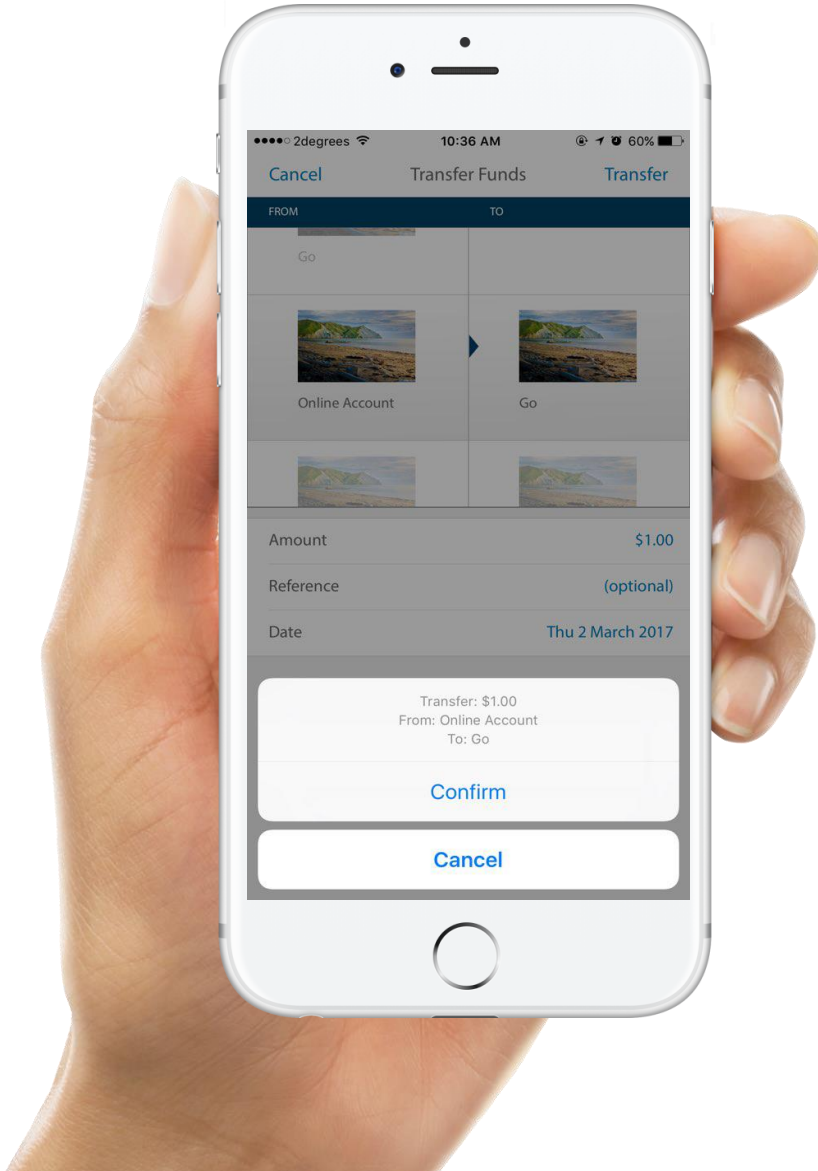 2degrees 10:36 AM 60%
Cancel Transfer Funds Transfer
FROM TO
Go
Online Account Go
Amount $1.00
Reference (optional)
Date Thu 2 March 2017
Transfer: $1.00
From: Online Account
To: Go
Confirm
Cancel